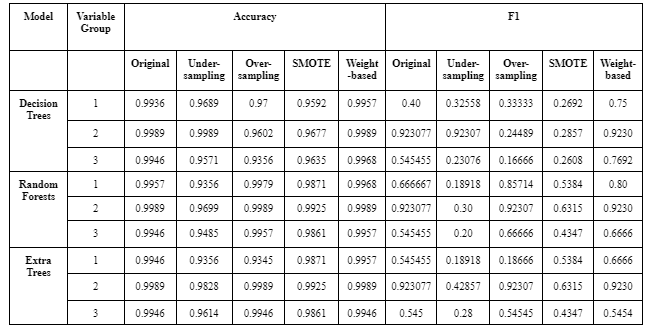 Model Variable Group Accuracy F1
Original Under-sampling Over-sampling SMOTE Weight-based Original Under-sampling Over-sampling SMOTE Weight-based
Decision Trees 1 0.9936 0.9689 0.97 0.9592 0.9957 0.40 0.32558 0.33333 0.2692 0.75
2 0.9989 0.9989 0.9602 0.9677 0.9989 0.923077 0.92307 0.24489 0.2857 0.9230
3 0.9946 0.9571 0.9356 0.9635 0.9968 0.545455 0.23076 0.16666 0.2608 0.7692
Random Forests 1 0.9957 0.9356 0.9979 0.9871 0.9968 0.666667 0.18918 0.85714 0.5384 0.80
2 0.9989 0.9699 0.9989 0.9925 0.9989 0.923077 0.30 0.92307 0.6315 0.9230
3 0.9946 0.9485 0.9957 0.9861 0.9957 0.545455 0.20 0.66666 0.4347 0.6666
Extra Trees 1 0.9946 0.9356 0.9345 0.9871 0.9957 0.545455 0.18918 0.18666 0.5384 0.6666
2 0.9989 0.9828 0.9989 0.9925 0.9989 0.923077 0.42857 0.92307 0.6315 0.9230
3 0.9946 0.9614 0.9946 0.9861 0.9946 0.545 0.28 0.54545 0.4347 0.5454